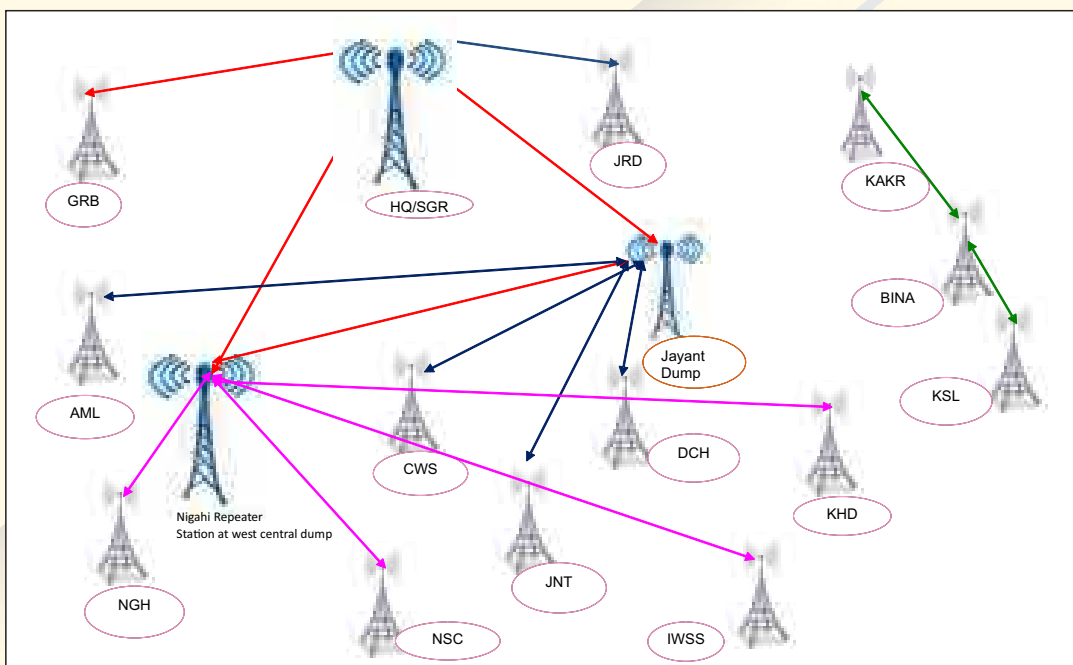 JRD
KAKR
GRB
HQ/SGR
BINA
Jayant
Dump
KSL
AML
CWS
DCH
KHD
Nigahi Repeater
Station at west central dump
NGH
NSC
JNT
IWSS